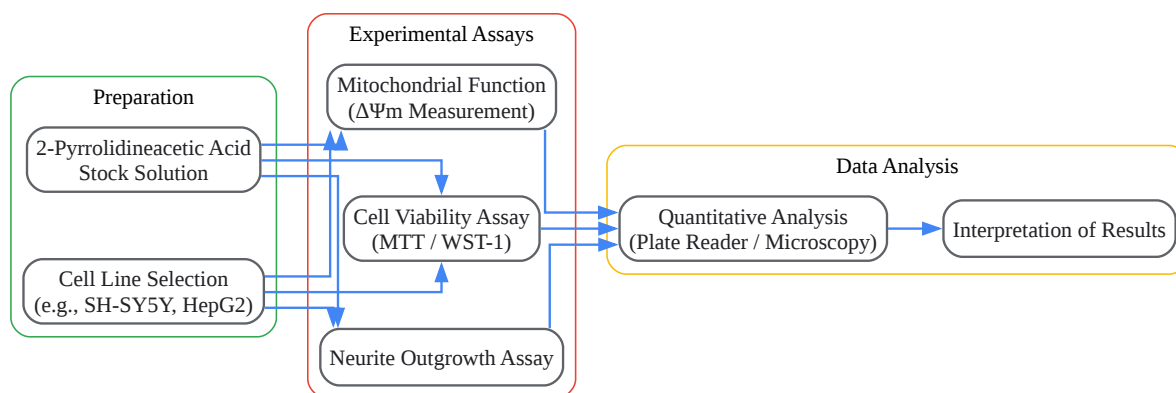 Preparation
2-Pyrrolidineacetic Acid
Stock Solution
Cell Line Selection
(e.g., SH-SY5Y, HepG2)
Experimental Assays
Mitochondrial Function
(ΔΨm Measurement)
Cell Viability Assay
(MTT / WST-1)
Neurite Outgrowth Assay
Data Analysis
Quantitative Analysis
(Plate Reader / Microscopy)
Interpretation of Results